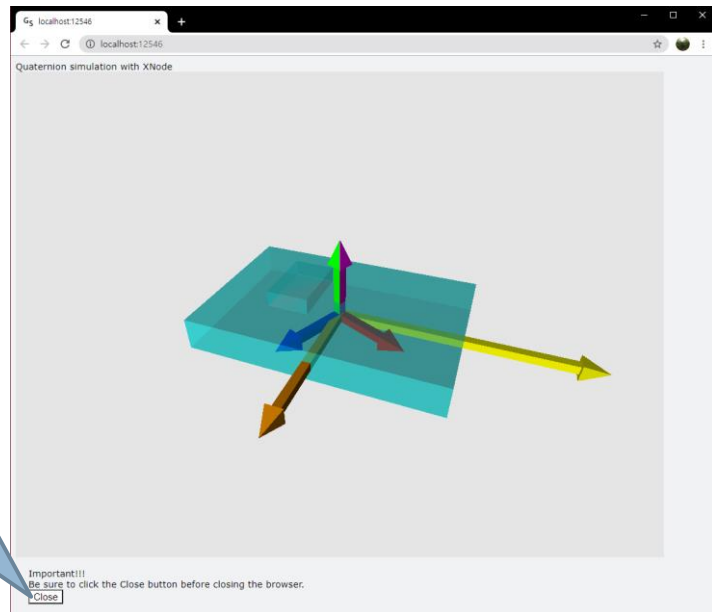 Gs localhost:12546
localhost:12546
Quaternion simulation with XNode
Important!!!
Be sure to click the Close button before closing the browser.
Close